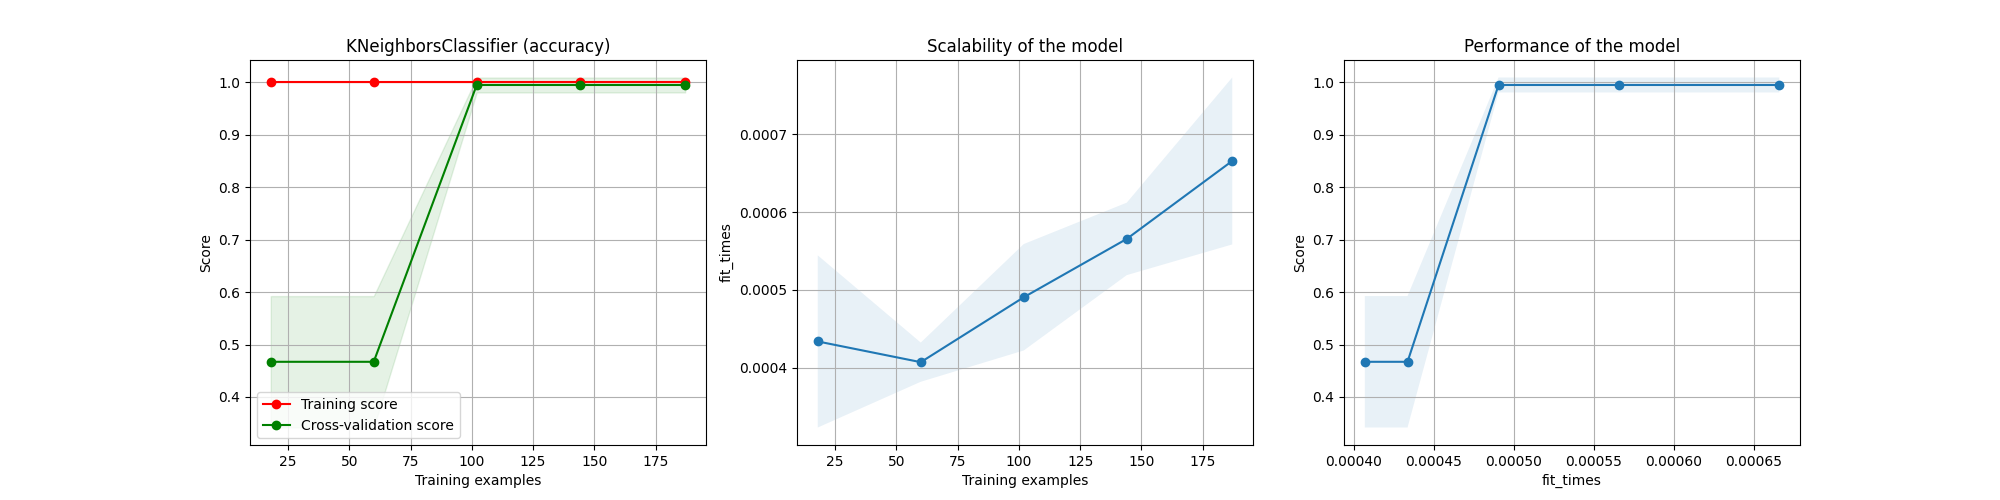 KNeighborsClassifier (accuracy)
Score
1.0
0.9
0.8
0.7
0.6
0.5
0.4
Training score
Cross-validation score
25 50 75 100 125 150 175
Training examples
Scalability of the model
fit_times
0.0007
0.0006
0.0005
0.0004
25 50 75 100 125 150 175
Training examples
Performance of the model
Score
1.0
0.9
0.8
0.7
0.6
0.5
0.4
0.00040 0.00045 0.00050 0.00055 0.00060 0.00065
fit_times